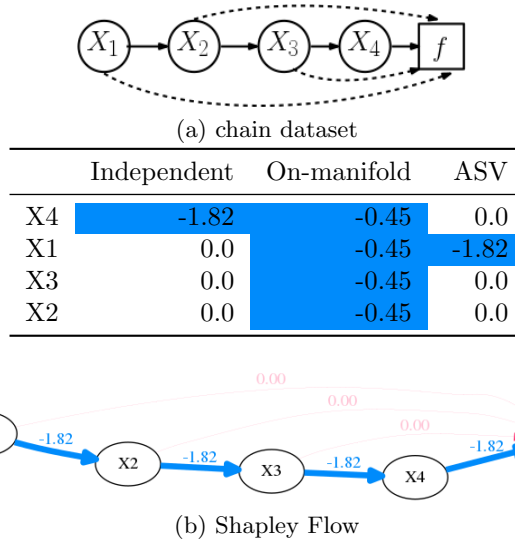 X1 X2 X3 X4 f
(a) chain dataset
Independent On-manifold ASV
X4 -1.82 -0.45 0.0
X1 0.0 -0.45 -1.82
X3 0.0 -0.45 0.0
X2 0.0 -0.45 0.0
0.00
0.00
0.00
-1.82 -1.82 -1.82 -1.82
X2 X3 X4
(b) Shapley Flow